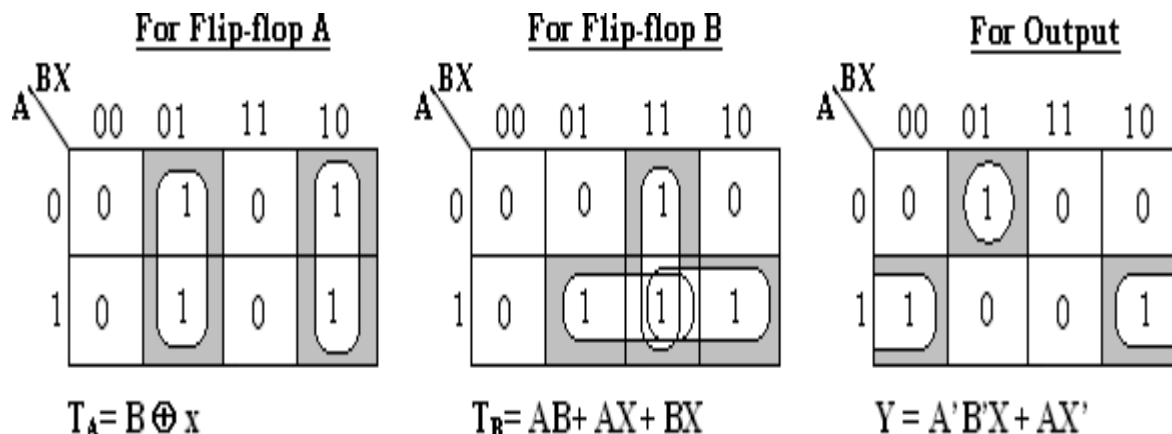 For Flip-flop A For Flip-flop B For Output
BX BX BX
A A A
00 01 11 10 00 01 11 10 00 01 11 10
0 0 1 0 1 0 0 0 1 0 0 0 1 0 0
1 0 1 0 1 1 0 1 1 1 1 1 0 0 1
T_A= B ⊕ x T_B= AB+ AX+ BX Y = A’B’X+ AX’